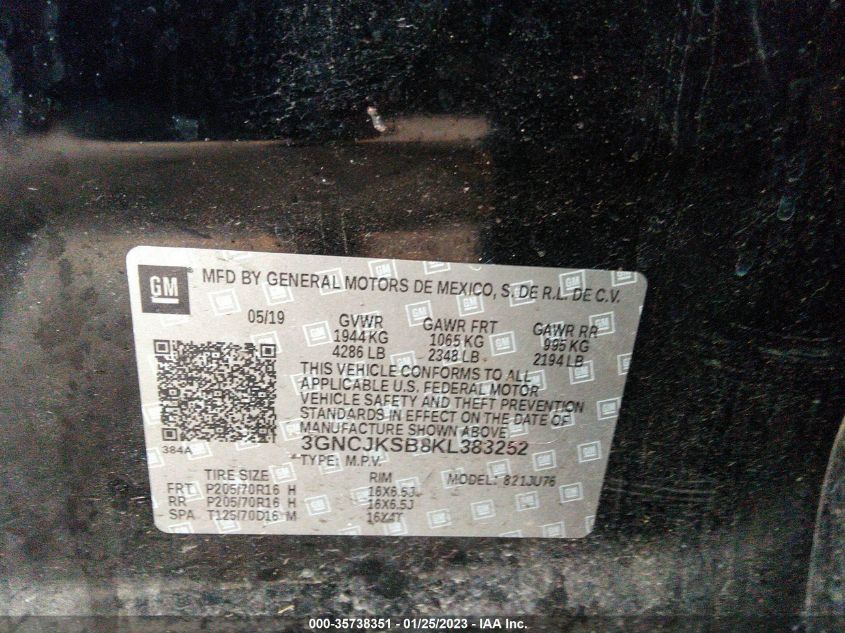 GM ® MFD BY GENERAL MOTORS DE MEXICO, S. DE R.L. DE C.V.
05/19 GVWR GAWR FRT GAWR RR
1944 KG 1065 KG 995 KG
4286 LB 2348 LB 2194 LB
THIS VEHICLE CONFORMS TO ALL
APPLICABLE U.S. FEDERAL MOTOR
VEHICLE SAFETY AND THEFT PREVENTION
STANDARDS IN EFFECT ON THE DATE OF
MANUFACTURE SHOWN ABOVE
384A 3GNCJKSB8KL383252
TYPE: M.P.V.
TIRE SIZE RIM MODEL: 821JU76
FRT P205/70R16 H 16X6.5J
RR P205/70R16 H 16X6.5J
SPA T125/70D16 M 16X4T
000-35738351 - 01/25/2023 - IAA Inc.